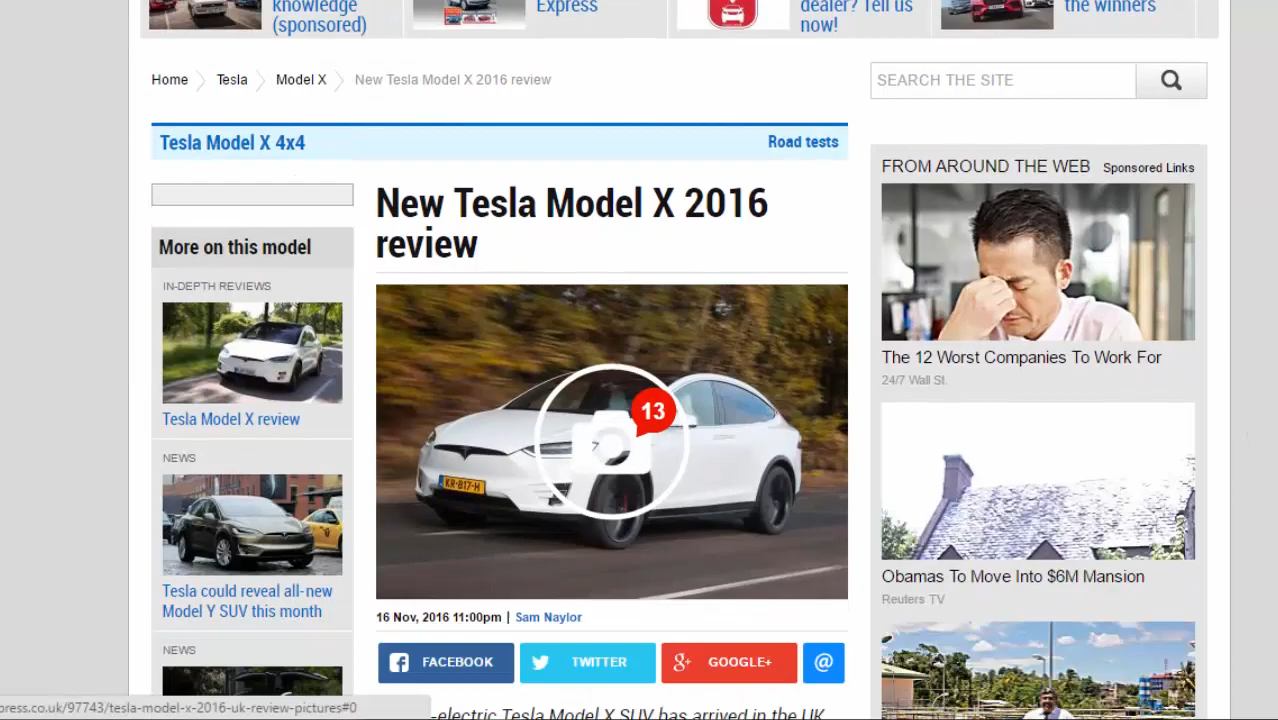 knowledge
(sponsored)
Express
dealer? Tell us
now!
the winners
Home
Tesla
Model X
New Tesla Model X 2016 review
SEARCH THE SITE
Tesla Model X 4x4
Road tests
More on this model
IN-DEPTH REVIEWS
Tesla Model X review
NEWS
Tesla could reveal all-new
Model Y SUV this month
NEWS
New Tesla Model X 2016
review
13
KR-817-H
16 Nov, 2016 11:00pm | Sam Naylor
FACEBOOK
TWITTER
GOOGLE+
@
-electric Tesla Model X SUV has arrived in the UK
FROM AROUND THE WEB Sponsored Links
The 12 Worst Companies To Work For
24/7 Wall St.
Obamas To Move Into $6M Mansion
Reuters TV
press.co.uk/97743/tesla-model-x-2016-uk-review-pictures#0